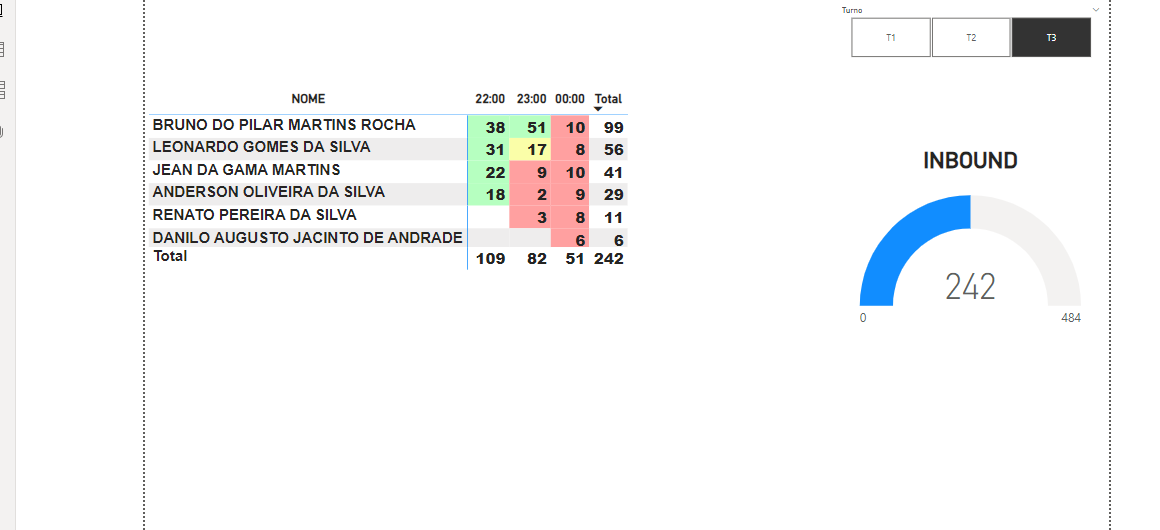 Turno
T1 T2 T3
NOME 22:00 23:00 00:00 Total
BRUNO DO PILAR MARTINS ROCHA 38 51 10 99
LEONARDO GOMES DA SILVA 31 17 8 56
JEAN DA GAMA MARTINS 22 9 10 41
ANDERSON OLIVEIRA DA SILVA 18 2 9 29
RENATO PEREIRA DA SILVA 3 8 11
DANILO AUGUSTO JACINTO DE ANDRADE 6 6
Total 109 82 51 242
INBOUND
242
0 484